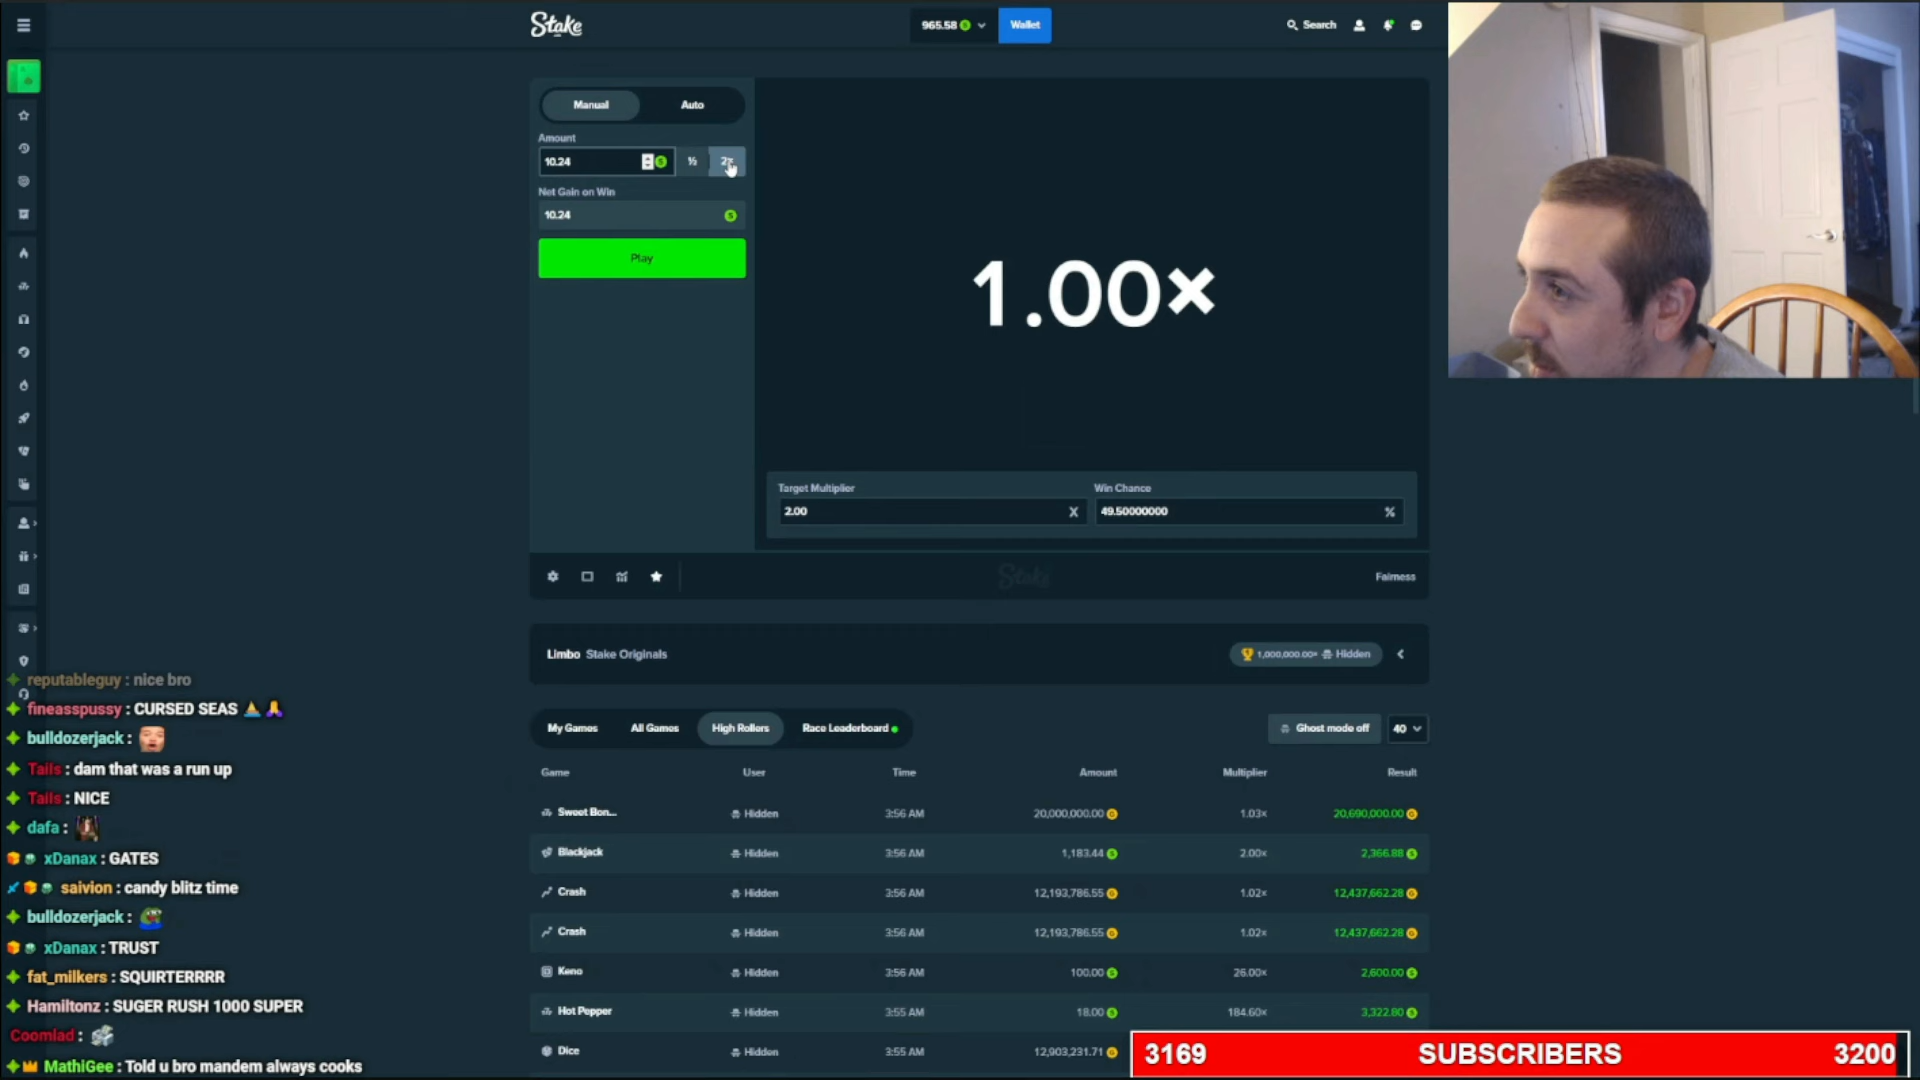 Stake
965.58
Wallet
Search
Manual
Auto
Amount
10.24
½
2×
Net Gain on Win
10.24
Play
1.00×
Target Multiplier
Win Chance
2.00
X
49.50000000
%
Stake
Fairness
Limbo Stake Originals
1,000,000.00× Hidden
My Games
All Games
High Rollers
Race Leaderboard
Ghost mode off
40
Game User Time Amount Multiplier Result
Sweet Bon... Hidden 3:56 AM 20,000,000.00 1.03× 20,690,000.00
Blackjack Hidden 3:56 AM 1,183.44 2.00× 2,366.88
Crash Hidden 3:56 AM 12,193,786.55 1.02× 12,437,662.28
Crash Hidden 3:56 AM 12,193,786.55 1.02× 12,437,662.28
Keno Hidden 3:56 AM 100.00 26.00× 2,600.00
Hot Pepper Hidden 3:55 AM 18.00 184.60× 3,322.80
Dice Hidden 3:55 AM 12,903,231.71
reputableguy : nice bro
fineasspussy : CURSED SEAS
bulldozerjack :
Tails : dam that was a run up
Tails : NICE
dafa :
xDanax : GATES
saivion : candy blitz time
bulldozerjack :
xDanax : TRUST
fat_milkers : SQUIRTERRRR
Hamiltonz : SUGER RUSH 1000 SUPER
Coomlad :
MathiGee : Told u bro mandem always cooks
3169 SUBSCRIBERS 3200